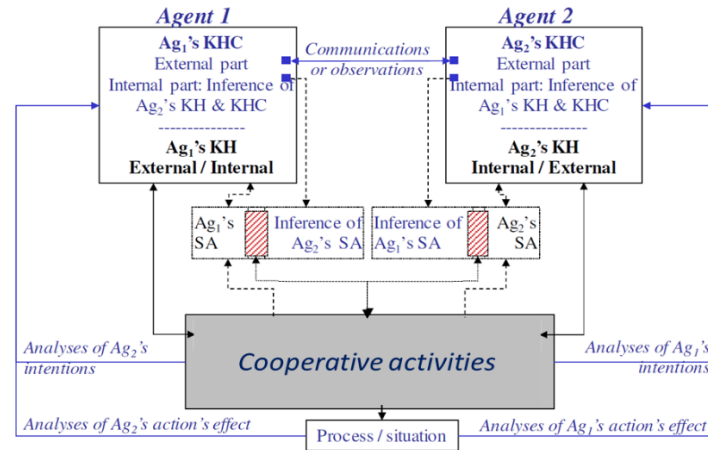 Agent 1
Agent 2
Ag₁'s KHC
External part
Internal part: Inference of
Ag₂'s KH & KHC
---------------
Ag₁'s KH
External / Internal
Communications
or observations
Ag₂'s KHC
External part
Internal part: Inference of
Ag₁'s KH & KHC
---------------
Ag₂'s KH
Internal / External
Ag₁'s
SA
Inference of
Ag₂'s SA
Inference of
Ag₁'s SA
Ag₂'s
SA
Cooperative activities
Analyses of Ag₂'s
intentions
Analyses of Ag₁'s
intentions
Analyses of Ag₂'s action's effect
Process / situation
Analyses of Ag₁'s action's effect